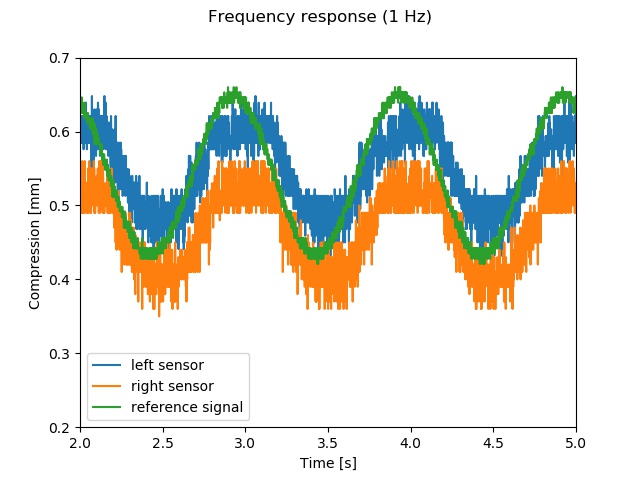 Frequency response (1 Hz)
0.7
0.6
0.5
0.4
0.3
0.2
Compression [mm]
left sensor
right sensor
reference signal
2.0 2.5 3.0 3.5 4.0 4.5 5.0
Time [s]